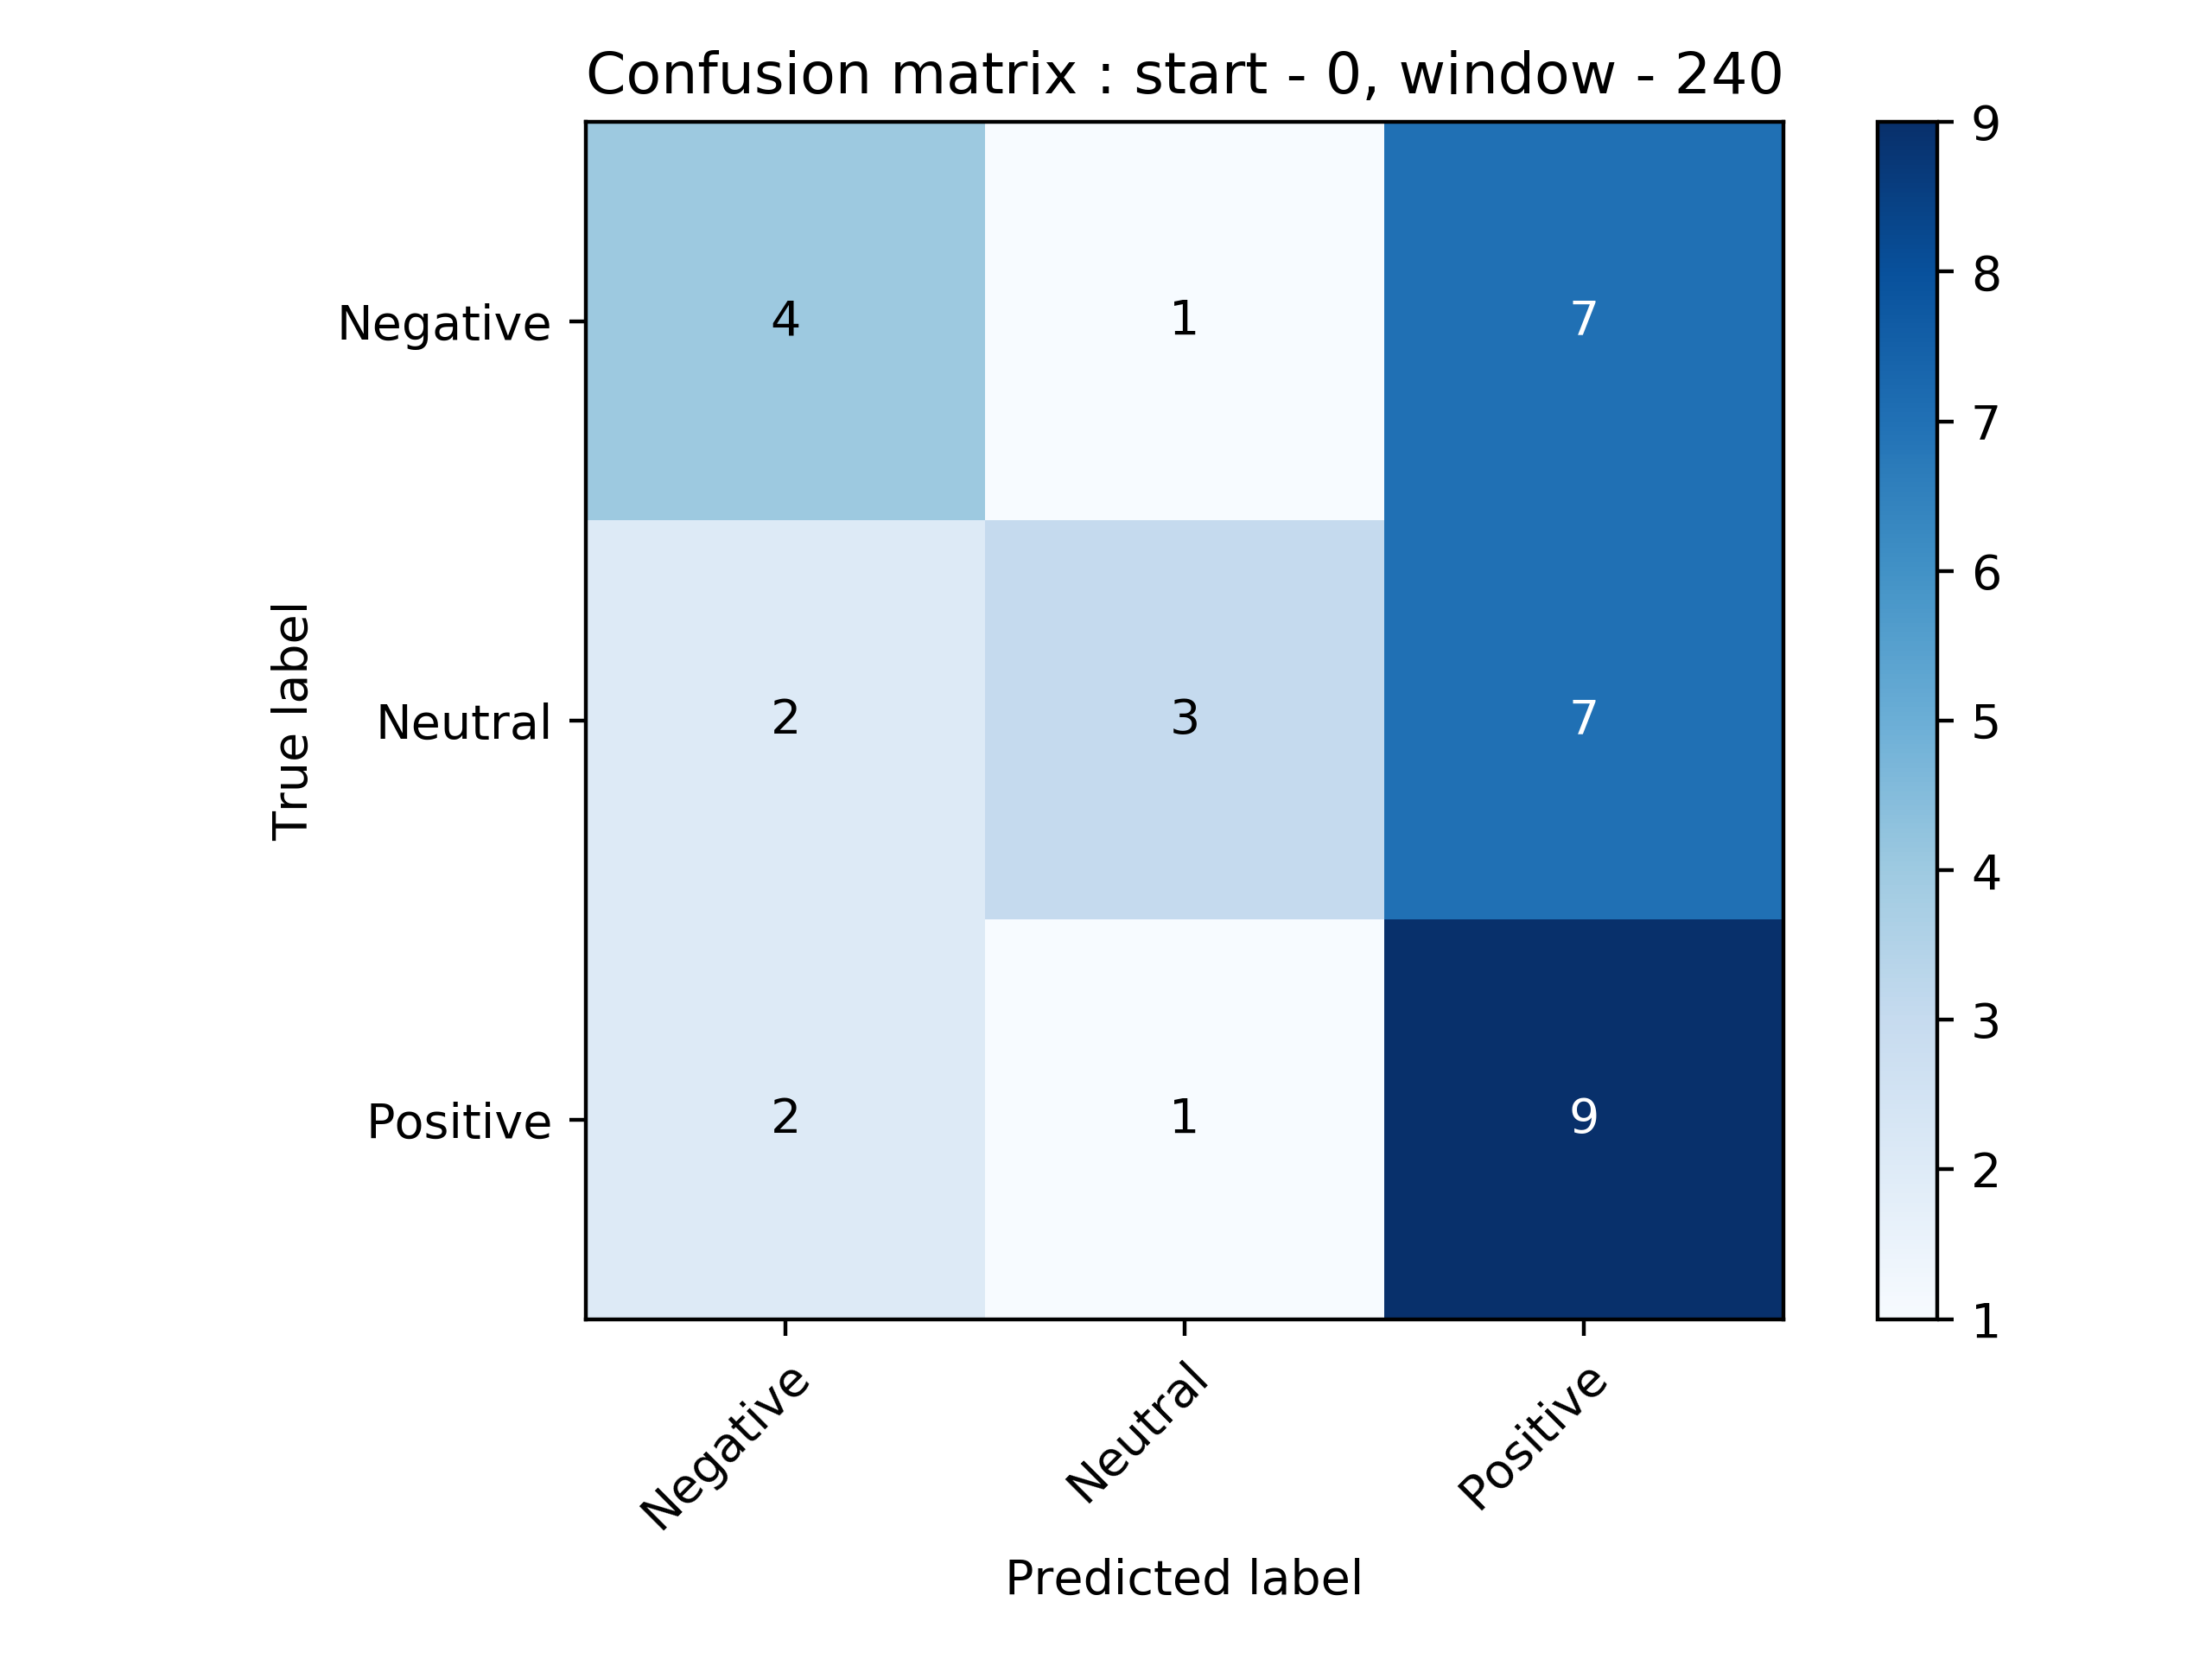 Confusion matrix : start - 0, window - 240
True label
Negative 4 1 7
Neutral 2 3 7
Positive 2 1 9
Negative Neutral Positive
Predicted label
9
8
7
6
5
4
3
2
1